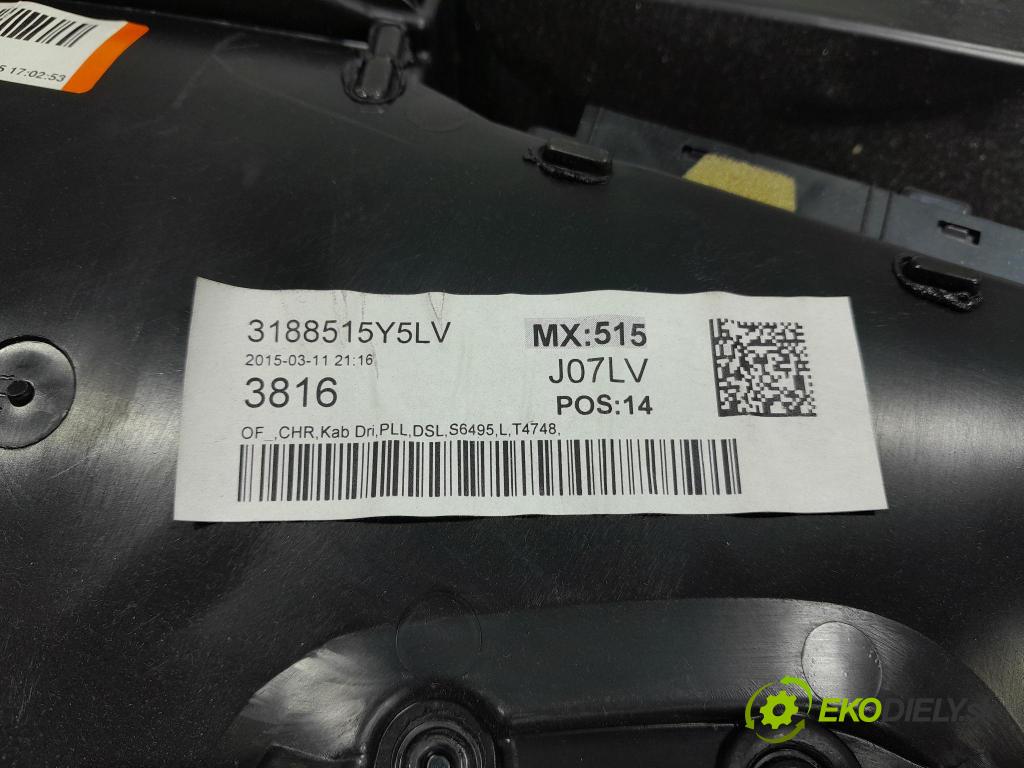 5 17:02:53
3188515Y5LV
2015-03-11 21:16
3816
MX:515
J07LV
POS:14
OF_,CHR,Kab Dri,PLL,DSL,S6495,L,T4748,
EKODIELY.S